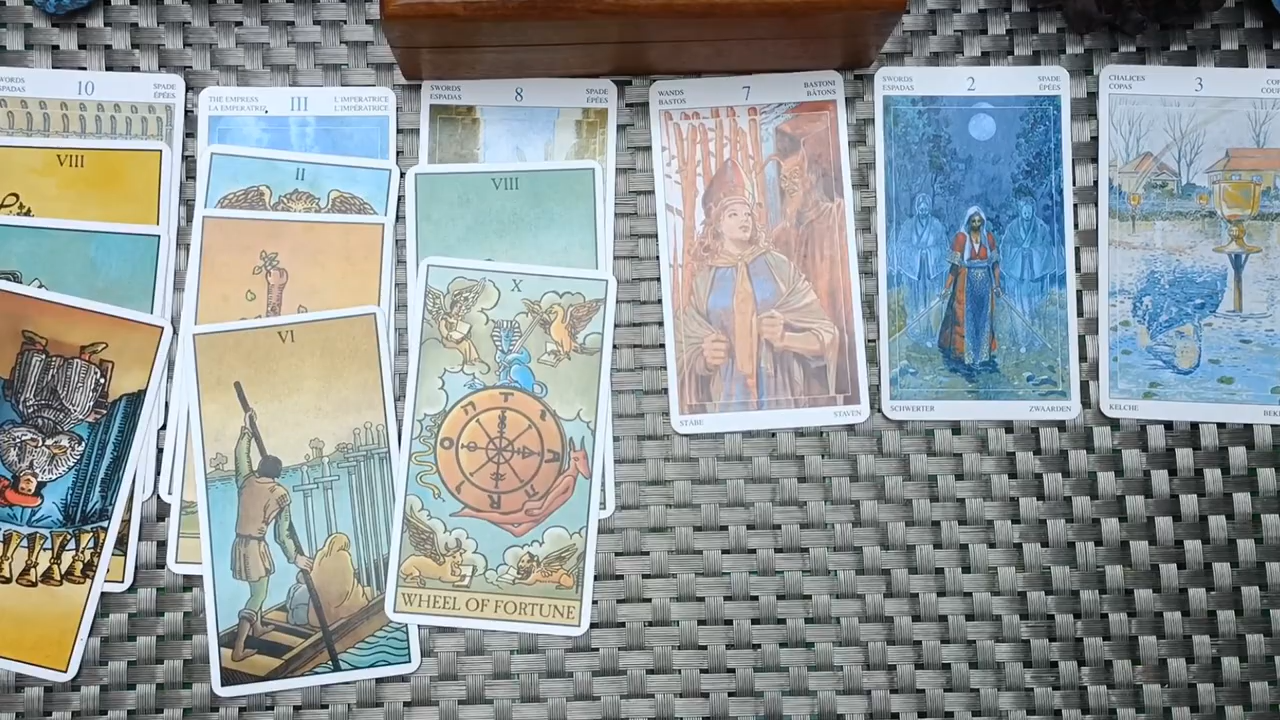 SWORDS
ESPADAS
10
SPADE
ÉPÉES
VIII
THE EMPRESS
LA EMPERATRIZ
III
L'IMPERATRICE
L'IMPÉRATRICE
II
VI
SWORDS
ESPADAS
8
SPADE
ÉPÉES
VIII
X
WHEEL OF FORTUNE
WANDS
BASTOS
7
BASTONI
BÂTONS
STÄBE
STAVEN
SWORDS
ESPADAS
2
SPADE
ÉPÉES
SCHWERTER
ZWAARDEN
CHALICES
COPAS
3
KELCHE